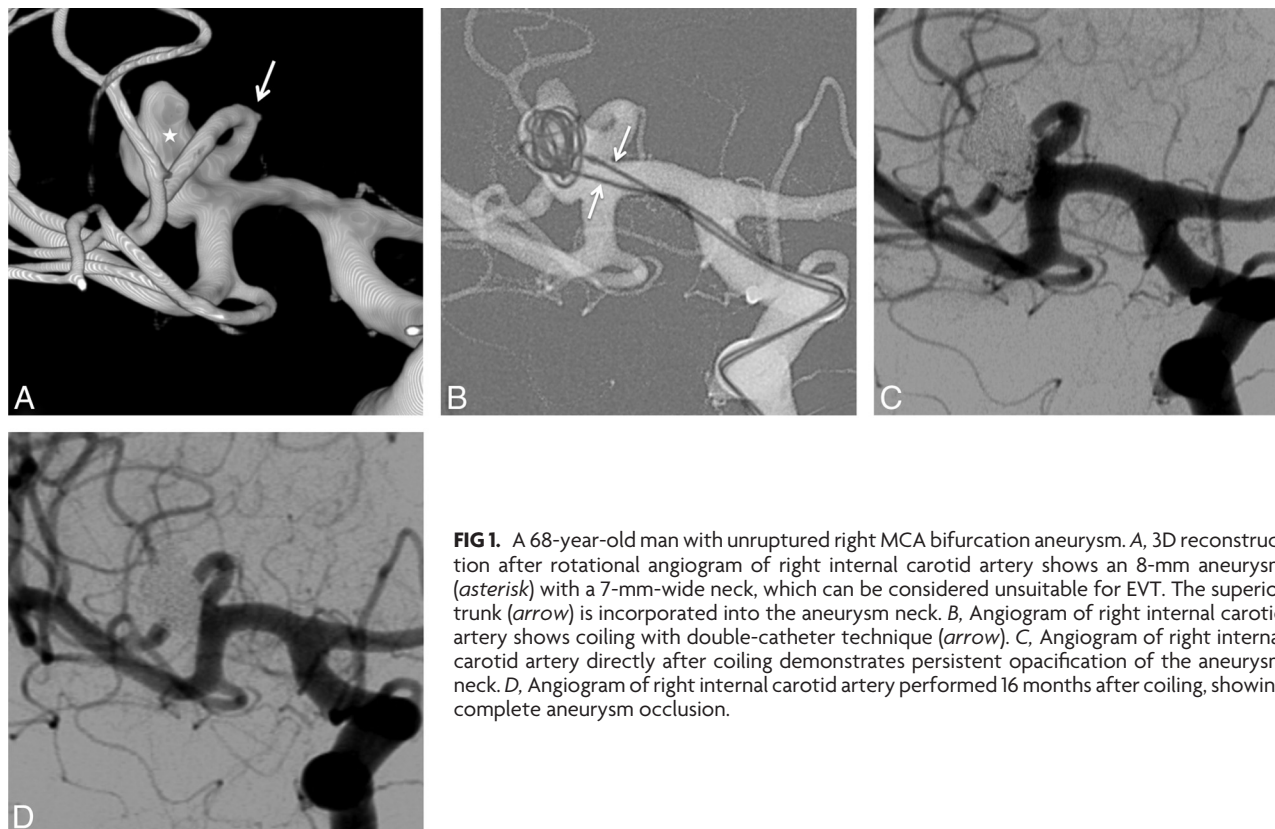 A
B
C
D
FIG 1. A 68-year-old man with unruptured right MCA bifurcation aneurysm. A, 3D reconstruc
tion after rotational angiogram of right internal carotid artery shows an 8-mm aneurysm
(asterisk) with a 7-mm-wide neck, which can be considered unsuitable for EVT. The superio
trunk (arrow) is incorporated into the aneurysm neck. B, Angiogram of right internal caroti
artery shows coiling with double-catheter technique (arrow). C, Angiogram of right interna
carotid artery directly after coiling demonstrates persistent opacification of the aneurysm
neck. D, Angiogram of right internal carotid artery performed 16 months after coiling, showin
complete aneurysm occlusion.